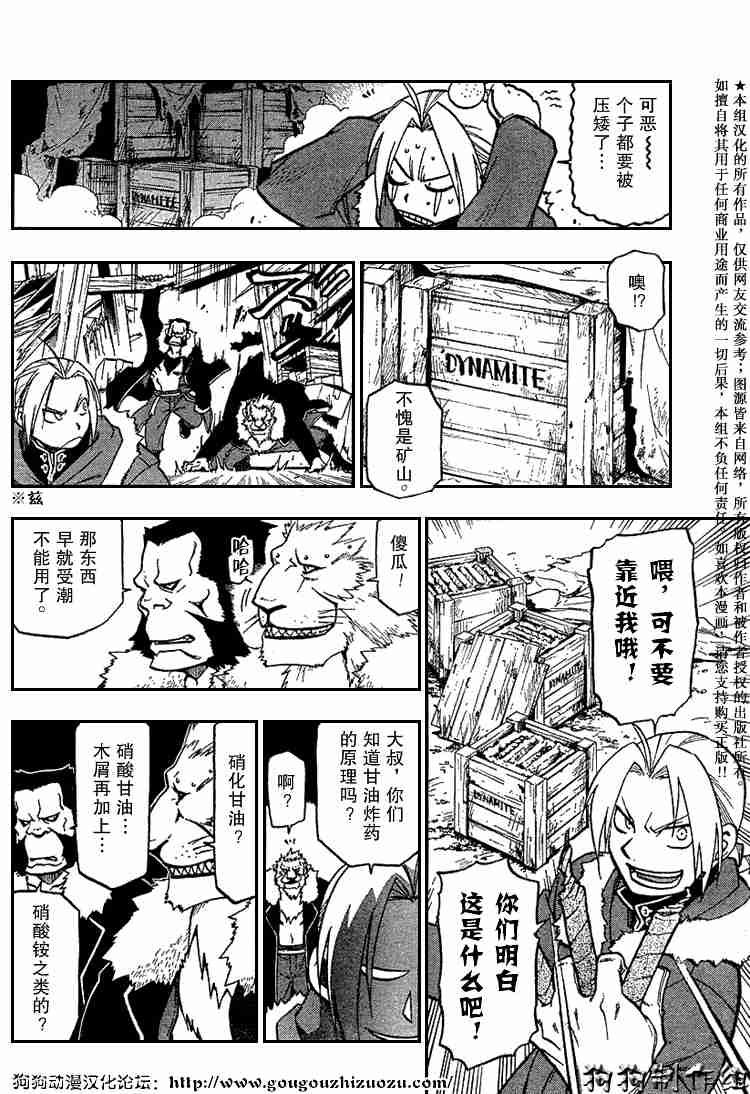 ★本组汉化的所有作品，仅供网友交流参考；图源皆来自网络，所有版权归作者和被作者授权的出版社所在。
如擅自将其用于任何商业用途而产生的一切后果，本组不负任何责任，如喜欢本漫画，请您支持购买正版!!
可恶～
个子都要被
压矮了…
DYNAMITE
噢!?
DYNAMITE
不愧是矿山。
※兹
喂，可不要
靠近我哦！
DYNAMITE
DYNAMITE
你们明白
这是什么吧！
傻瓜！
哈哈
那东西
早就受潮
不能用了。
大叔，你们
知道甘油炸药
的原理吗？
啊？
硝化甘油？
硝酸甘油…
木屑再加上…
硝酸铵之类的？
狗狗动漫汉化论坛：http://www.gougouzhizuozu.com/
狗狗制作组